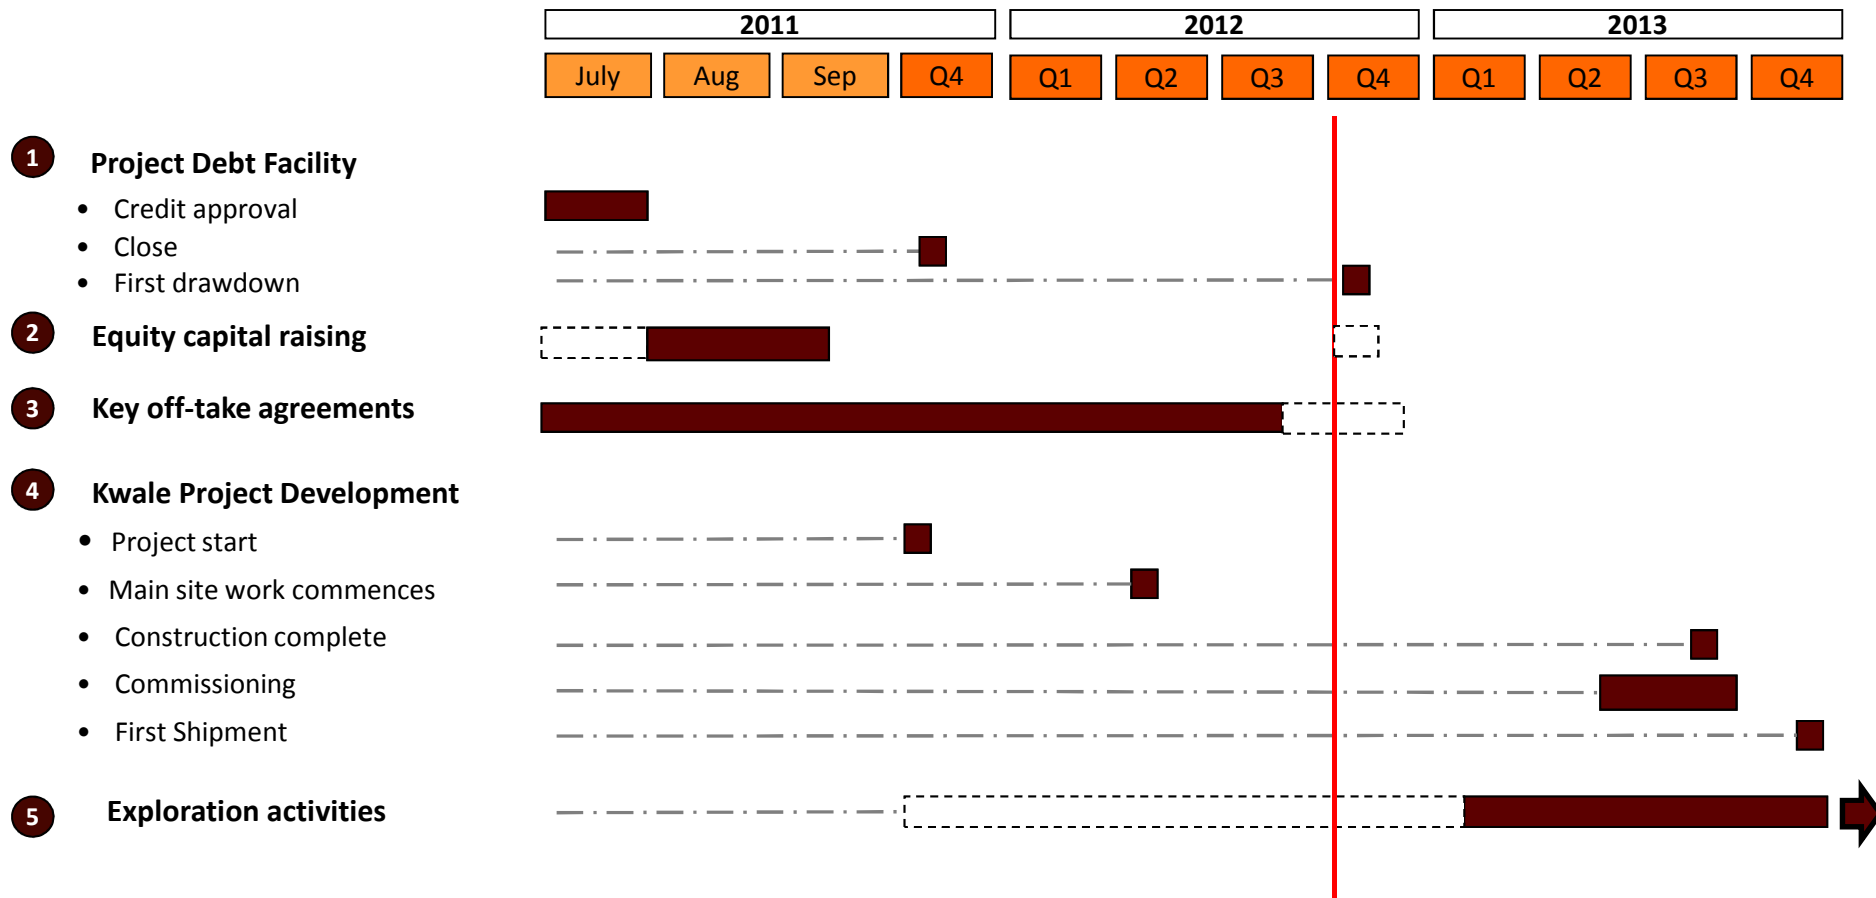 2011 2012 2013
July Aug Sep Q4 Q1 Q2 Q3 Q4 Q1 Q2 Q3 Q4
1 Project Debt Facility
• Credit approval
• Close
• First drawdown
2 Equity capital raising
3 Key off-take agreements
4 Kwale Project Development
• Project start
• Main site work commences
• Construction complete
• Commissioning
• First Shipment
5 Exploration activities